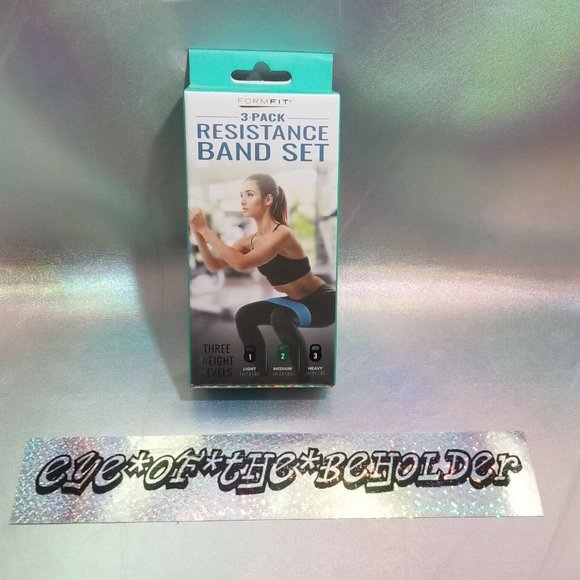 FORMFIT
3-PACK
RESISTANCE
BAND SET
THREE
WEIGHT
LEVELS
1 2 3
LIGHT MEDIUM HEAVY
eye*of*the*BeHolder